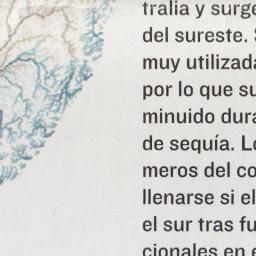 tralia y surge
del sureste.
muy utilizada
por lo que su
minuido dura
de sequía. Lo
meros del co
llenarse si el
el sur tras fu
cionales en e